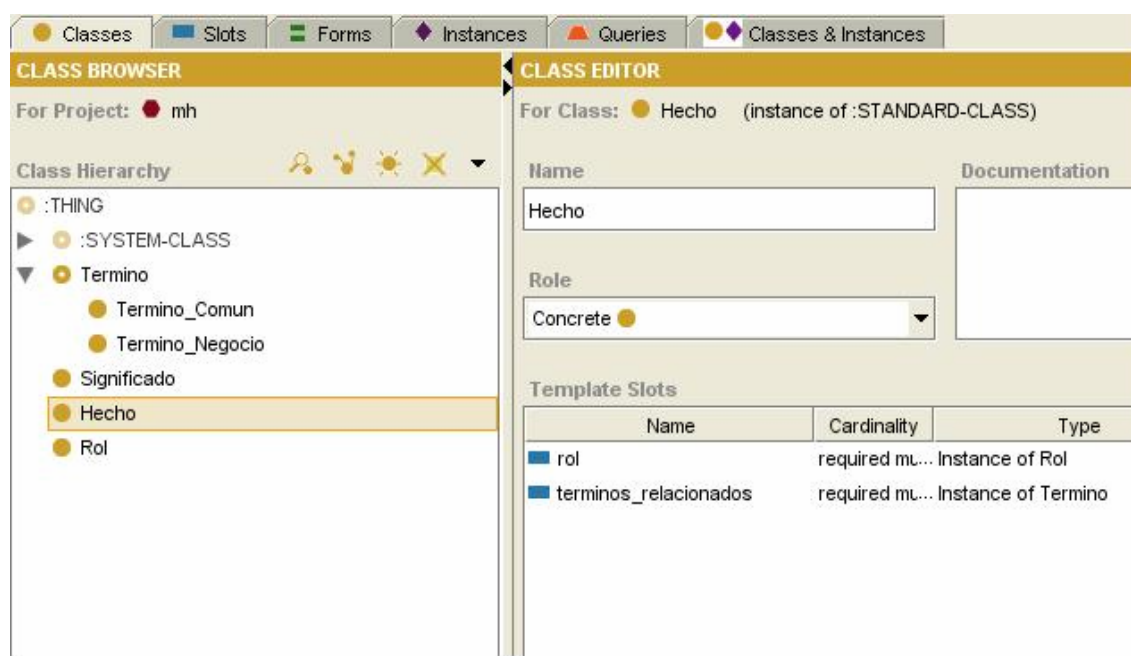 Classes Slots Forms Instances Queries Classes & Instances
CLASS BROWSER
For Project: mh
Class Hierarchy
:THING
:SYSTEM-CLASS
Termino
Termino_Comun
Termino_Negocio
Significado
Hecho
Rol
CLASS EDITOR
For Class: Hecho (instance of :STANDARD-CLASS)
Name
Hecho
Documentation
Role
Concrete
Template Slots
Name Cardinality Type
rol required mu... Instance of Rol
terminos_relacionados required mu... Instance of Termino